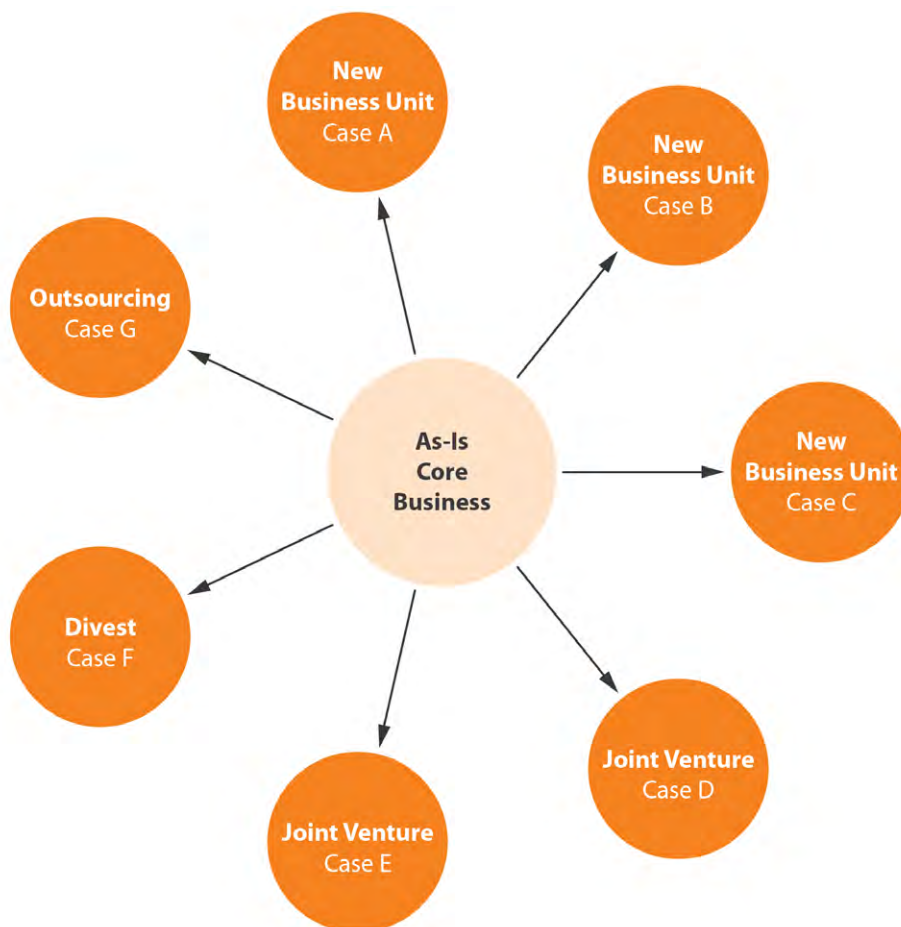 New
Business Unit
Case A
New
Business Unit
Case B
Outsourcing
Case G
As-Is
Core
Business
New
Business Unit
Case C
Divest
Case F
Joint Venture
Case D
Joint Venture
Case E